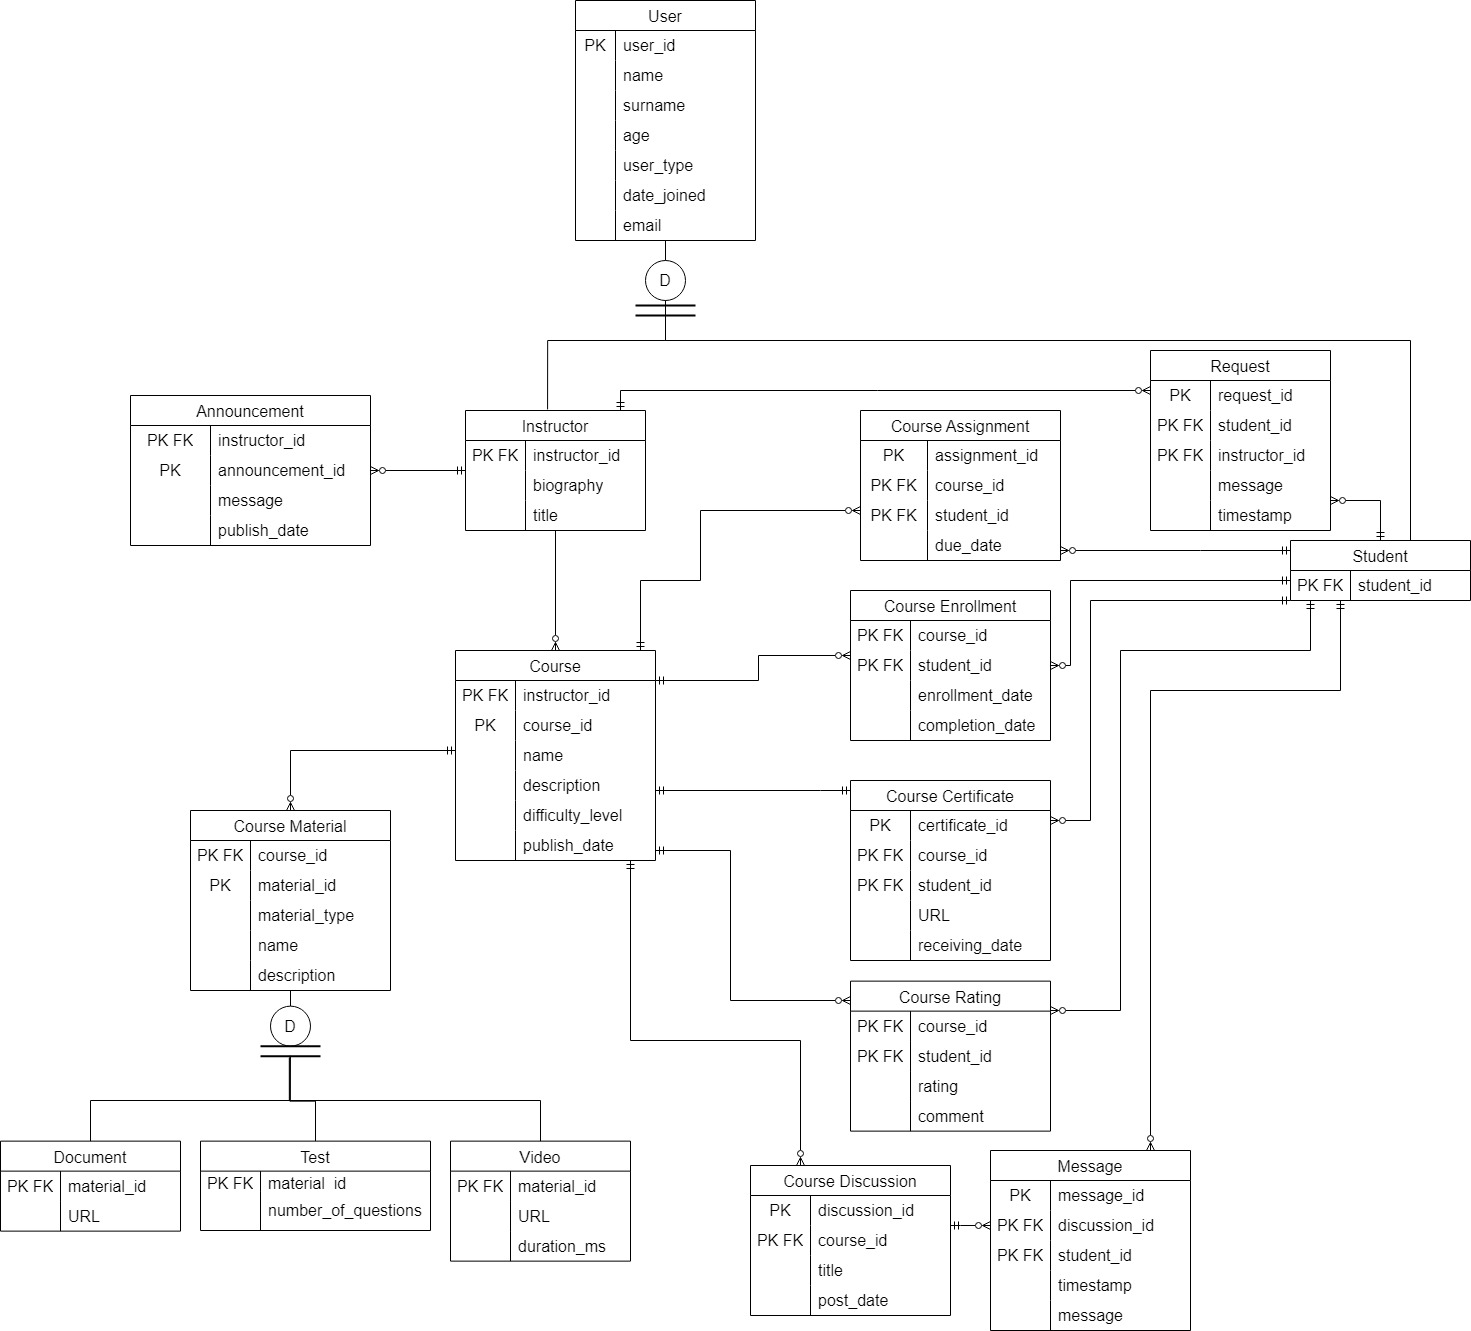 User
PK user_id
name
surname
age
user_type
date_joined
email
D
Request
PK request_id
PK FK student_id
PK FK instructor_id
message
timestamp
Announcement
PK FK instructor_id
PK announcement_id
message
publish_date
Instructor
PK FK instructor_id
biography
title
Course Assignment
PK assignment_id
PK FK course_id
PK FK student_id
due_date
Student
PK FK student_id
Course Enrollment
PK FK course_id
PK FK student_id
enrollment_date
completion_date
Course
PK FK instructor_id
PK course_id
name
description
difficulty_level
publish_date
Course Certificate
PK certificate_id
PK FK course_id
PK FK student_id
URL
receiving_date
Course Material
PK FK course_id
PK material_id
material_type
name
description
D
Course Rating
PK FK course_id
PK FK student_id
rating
comment
Document
PK FK material_id
URL
Test
PK FK material_id
number_of_questions
Video
PK FK material_id
URL
duration_ms
Course Discussion
PK discussion_id
PK FK course_id
title
post_date
Message
PK message_id
PK FK discussion_id
PK FK student_id
timestamp
message